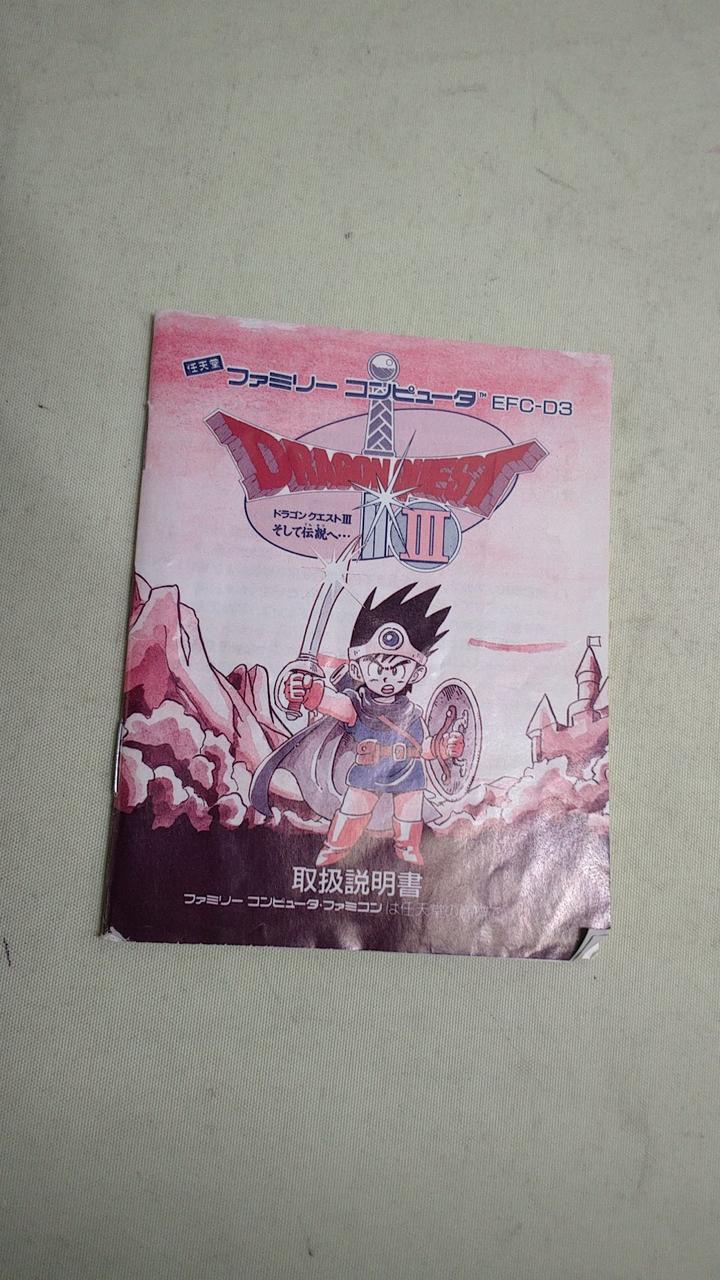 任天堂 ファミリー コンピュータ™ EFC-D3
DRAGON QUEST
III
ドラゴンクエストIII
そして伝説へ…
取扱説明書
ファミリー コンピュータ・ファミコンは任天堂の